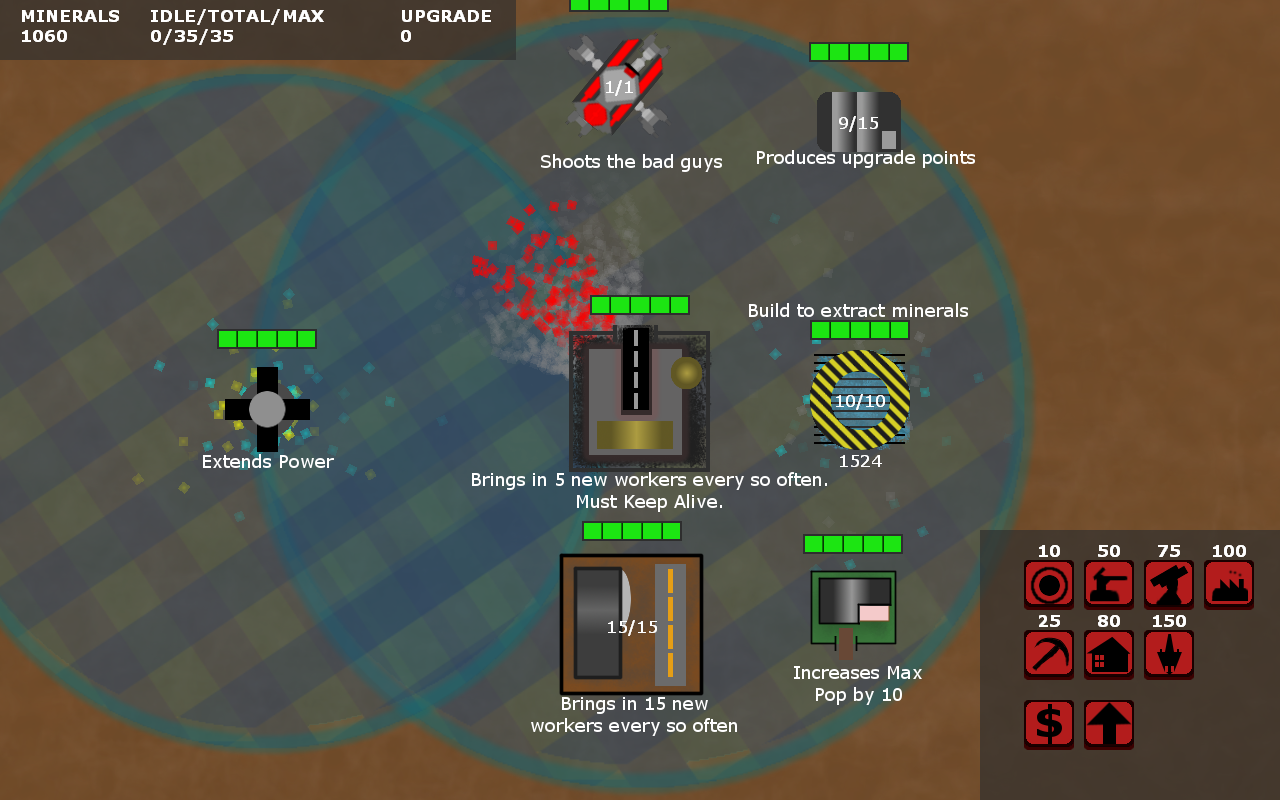 MINERALS IDLE/TOTAL/MAX UPGRADE
1060 0/35/35 0
1/1
Shoots the bad guys
9/15
Produces upgrade points
Build to extract minerals
10/10
1524
Extends Power
Brings in 5 new workers every so often.
Must Keep Alive.
15/15
Brings in 15 new
workers every so often
Increases Max
Pop by 10
10 50 75 100
25 80 150
$